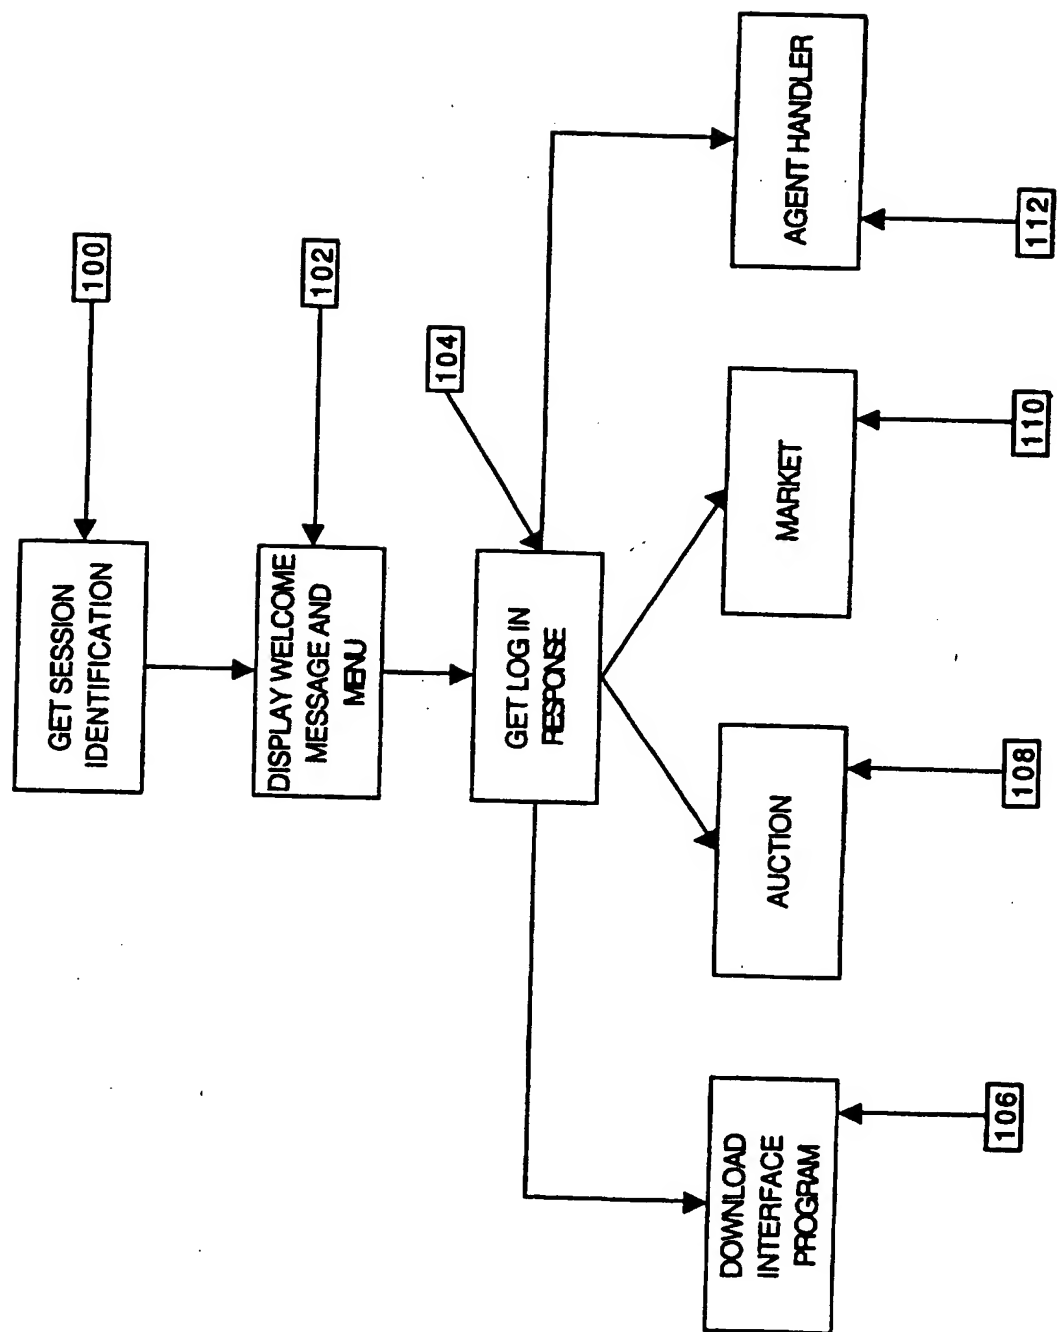 GET SESSION
IDENTIFICATION
100
DISPLAY WELCOME
MESSAGE AND
MENU
102
GET LOG IN
RESPONSE
104
DOWNLOAD
INTERFACE
PROGRAM
106
AUCTION
108
MARKET
110
AGENT HANDLER
112